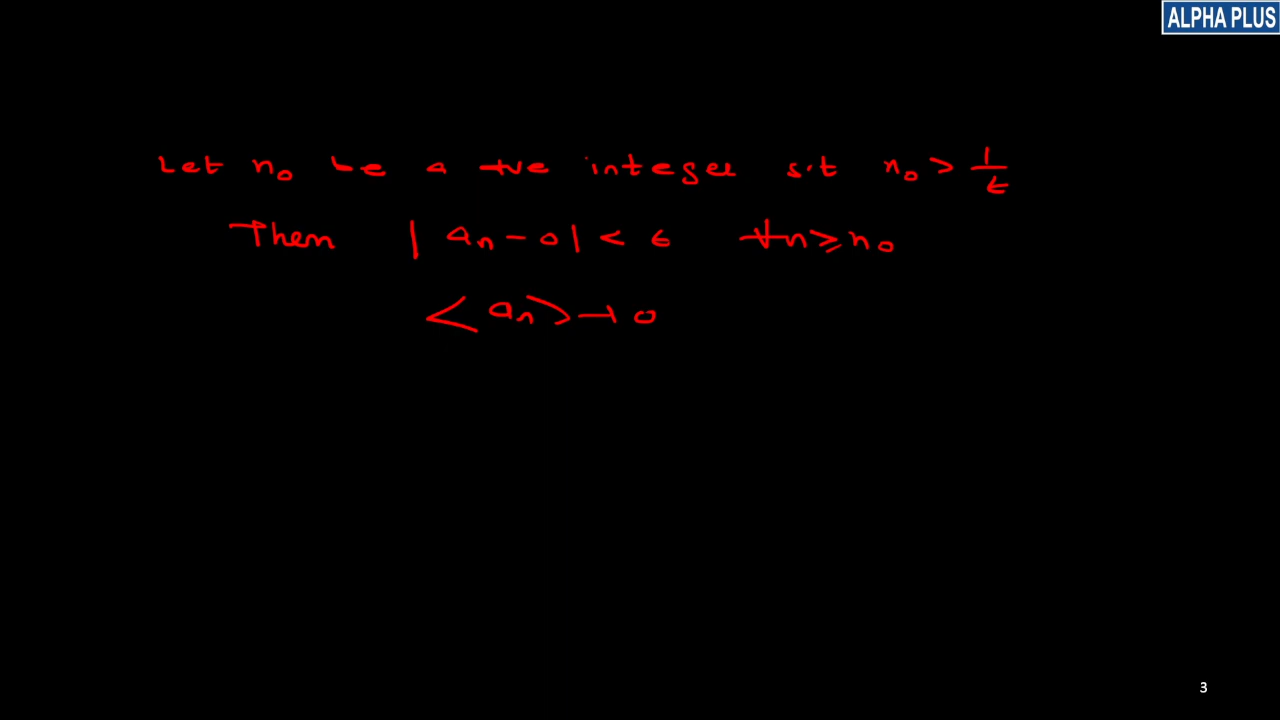 ALPHA PLUS
Let n₀ be a +ve integer s.t n₀ > 1/ε
Then |aₙ - 0| < ε ∀n ≥ n₀
<aₙ> → 0
3